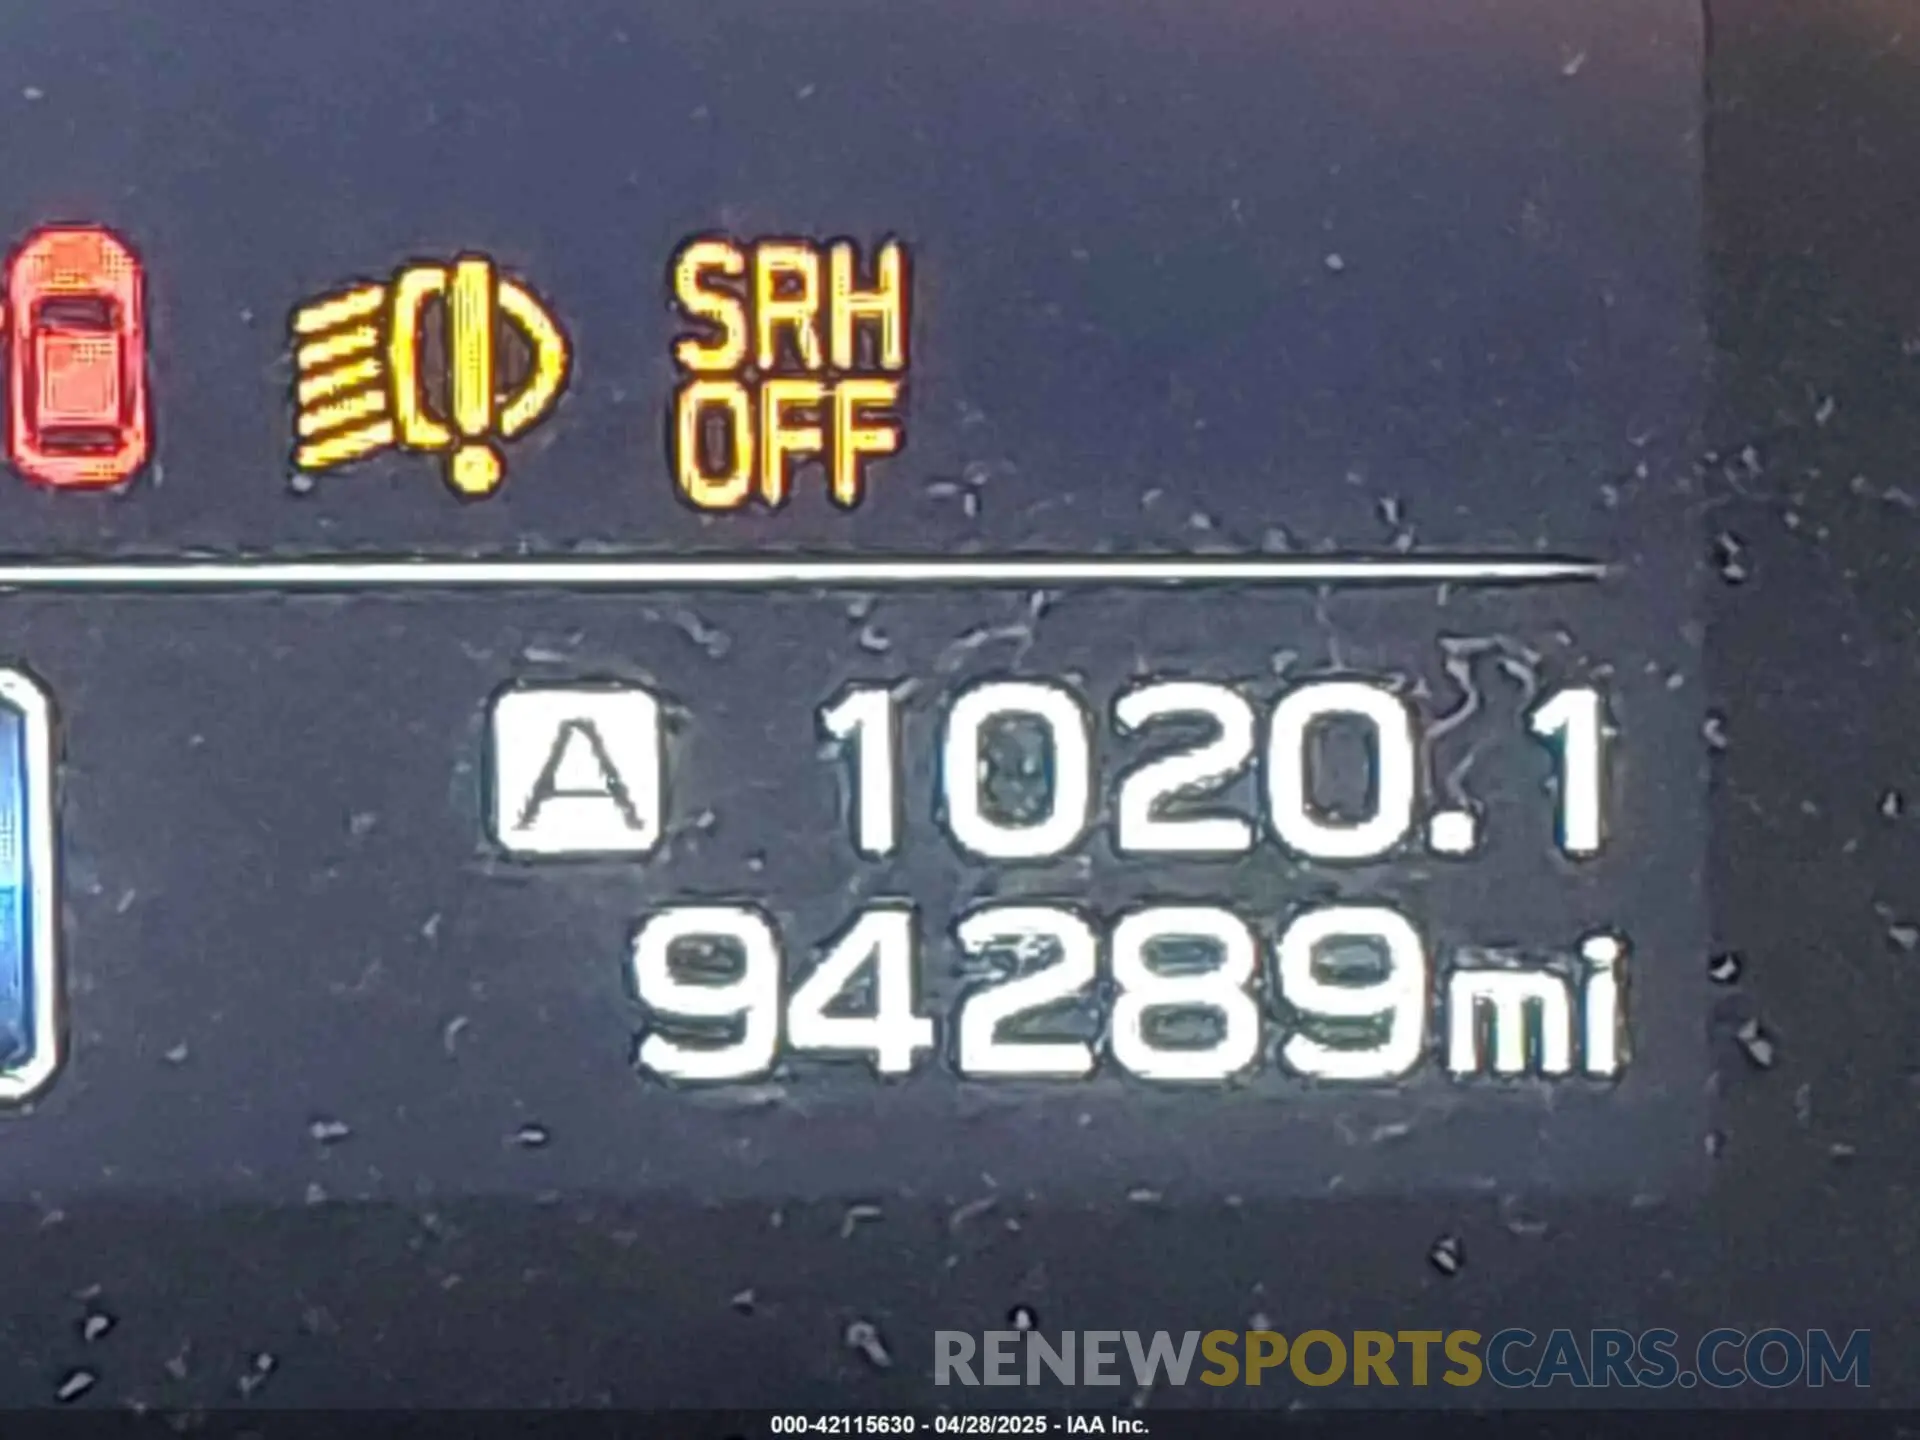 SRH
OFF
A 1020.1
94289mi
RENEWSPORTSCARS.COM
000-42115630 - 04/28/2025 - IAA Inc.